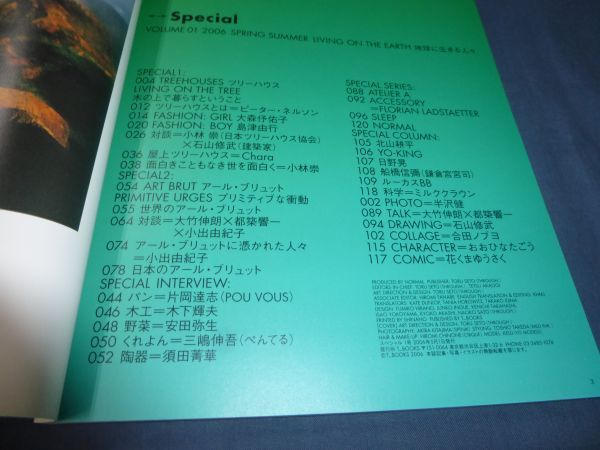 Special
VOLUME 01 2006 SPRING SUMMER LIVING ON THE EARTH 地球に生きる人々
SPECIAL1:
004 TREEHOUSES ツリーハウス
LIVING ON THE TREE
木の上で暮らすということ
012 ツリーハウスとは=ピーター・ネルソン
014 FASHION: GIRL 大森伃佑子
020 FASHION: BOY 島津由行
026 対談=小林 崇(日本ツリーハウス協会)
×石山修武(建築家)
036 屋上ツリーハウス=Chara
038 面白きこともなき世を面白く=小林崇
SPECIAL2:
054 ART BRUT アール・ブリュット
PRIMITIVE URGES プリミティブな衝動
055 世界のアール・ブリュット
064 対談=大竹伸朗×都築響一
×小出由紀子
074 アール・ブリュットに憑かれた人々
=小出由紀子
078 日本のアール・ブリュット
SPECIAL INTERVIEW:
044 パン=片岡達志(POU VOUS)
046 木工=木下輝夫
048 野菜=安田弥生
050 くれよん=三嶋伸吾(ぺんてる)
052 陶器=須田菁華
SPECIAL SERIES:
088 ATELIER A
092 ACCESSORY
=FLORIAN LADSTAETTER
096 SLEEP
120 NORMAL
SPECIAL COLUMN:
105 北山耕平
106 YO-KING
107 日野晃
108 船橋信彌(鎌倉宮宮司)
109 ルーカスBB
118 科学=ミルククラウン
002 PHOTO=半沢健
089 TALK=大竹伸朗×都築響一
094 DRAWING=石山修武
102 COLLAGE=合田ノブヨ
115 CHARACTER=おおひなたごう
117 COMIC=花くまゆうさく
PRODUCED BY NORMAL. PUBLISHER: TORU SETO (THROUGH.)
3